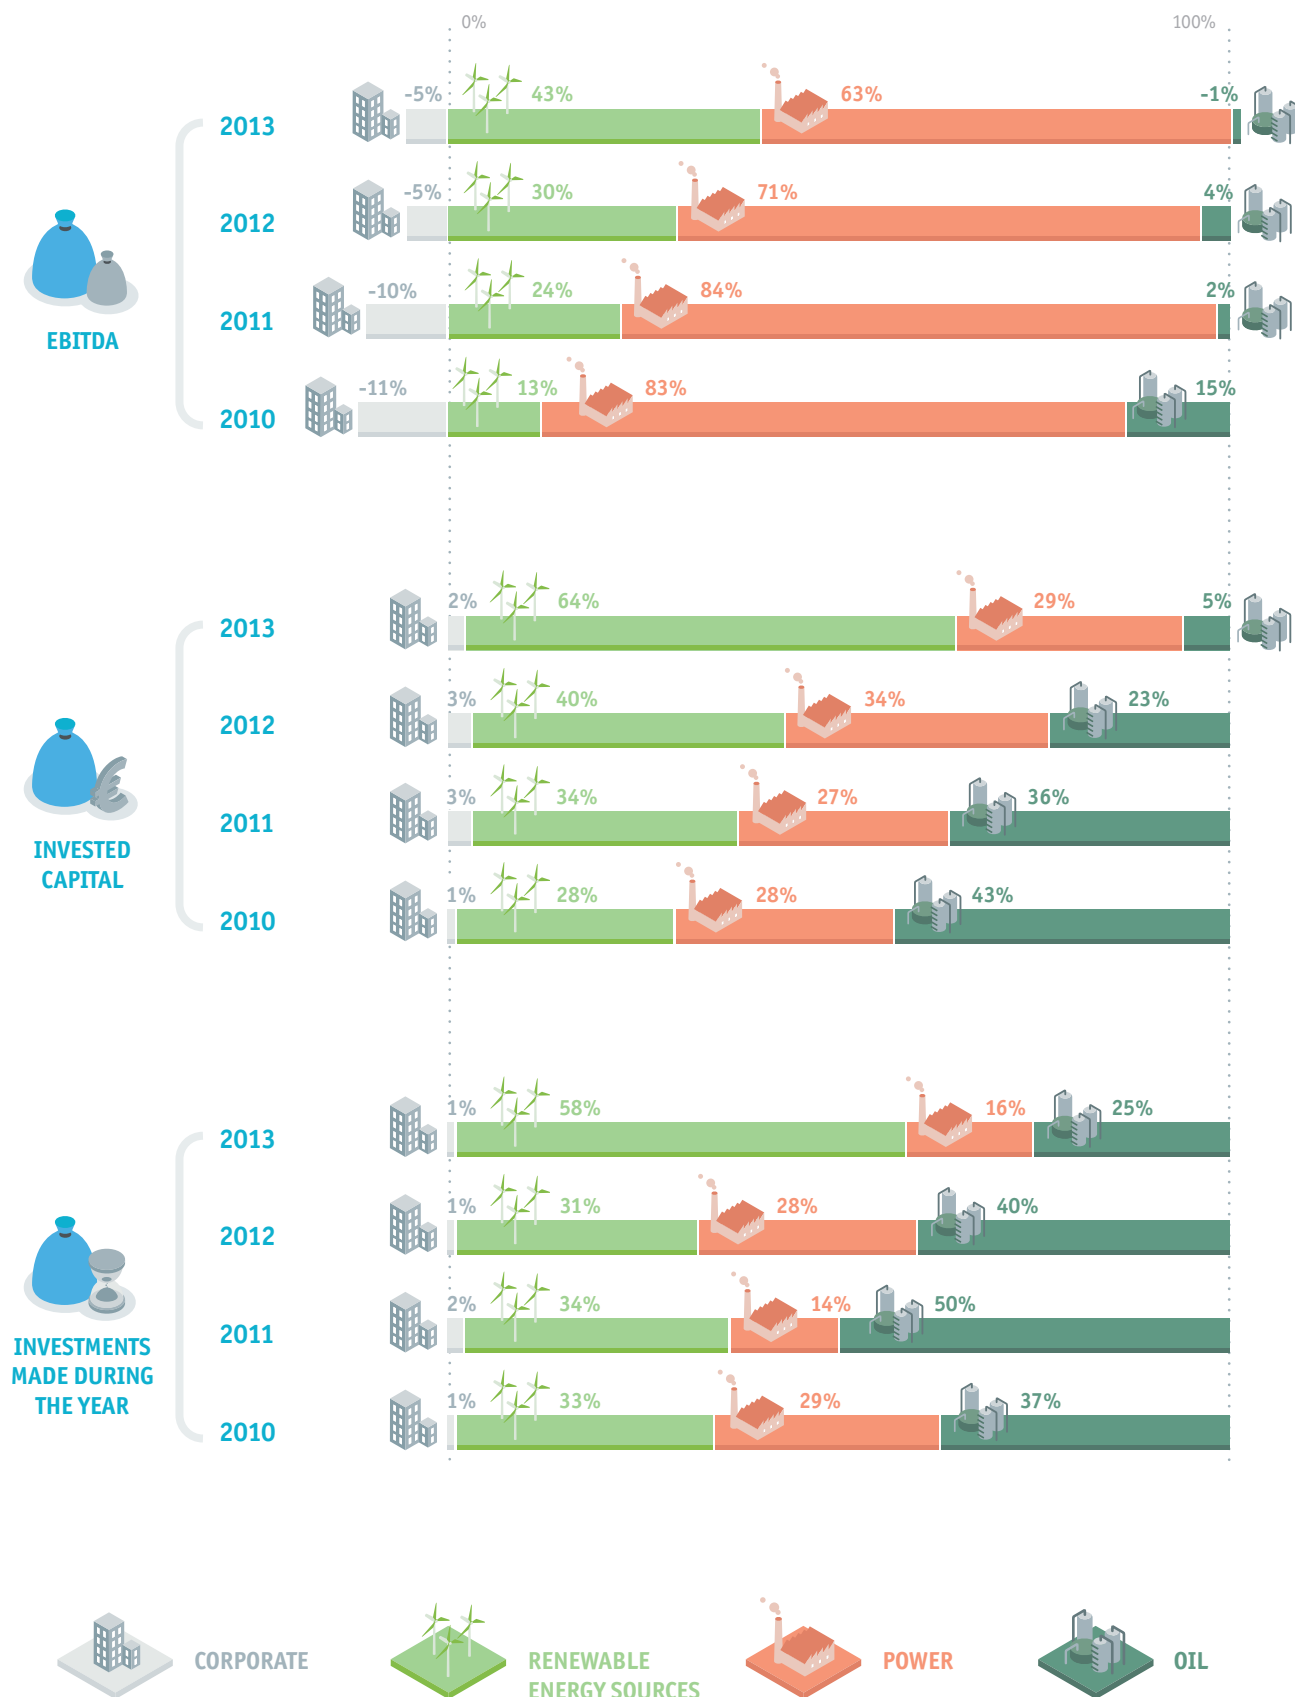 0% 100%
-5% 43% 63% -1%
2013
-5% 30% 71% 4%
2012
-10% 24% 84% 2%
2011
EBITDA
-11% 13% 83% 15%
2010
2% 64% 29% 5%
2013
3% 40% 34% 23%
2012
3% 34% 27% 36%
2011
INVESTED
CAPITAL
1% 28% 28% 43%
2010
1% 58% 16% 25%
2013
1% 31% 28% 40%
2012
2% 34% 14% 50%
2011
INVESTMENTS
MADE DURING
THE YEAR
1% 33% 29% 37%
2010
CORPORATE
RENEWABLE
ENERGY SOURCES
POWER
OIL